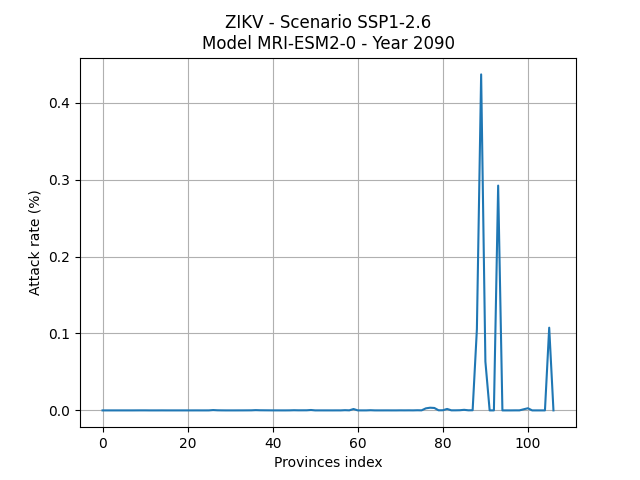 ZIKV - Scenario SSP1-2.6
Model MRI-ESM2-0 - Year 2090
0.4
0.3
0.2
0.1
0.0
Attack rate (%)
0 20 40 60 80 100
Provinces index